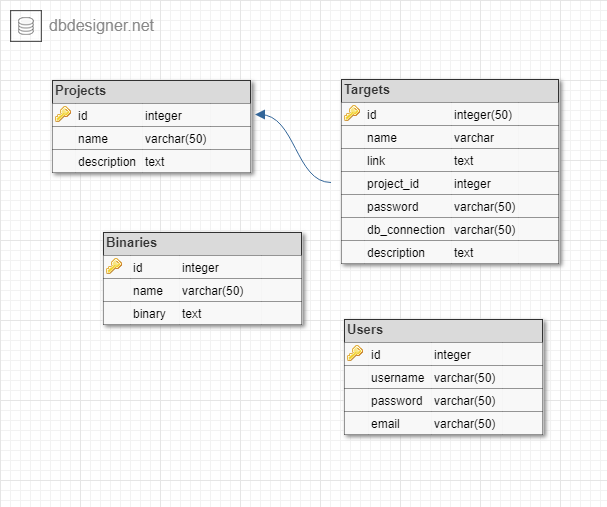 dbdesigner.net
Projects
id integer
name varchar(50)
description text
Targets
id integer(50)
name varchar
link text
project_id integer
password varchar(50)
db_connection varchar(50)
description text
Binaries
id integer
name varchar(50)
binary text
Users
id integer
username varchar(50)
password varchar(50)
email varchar(50)